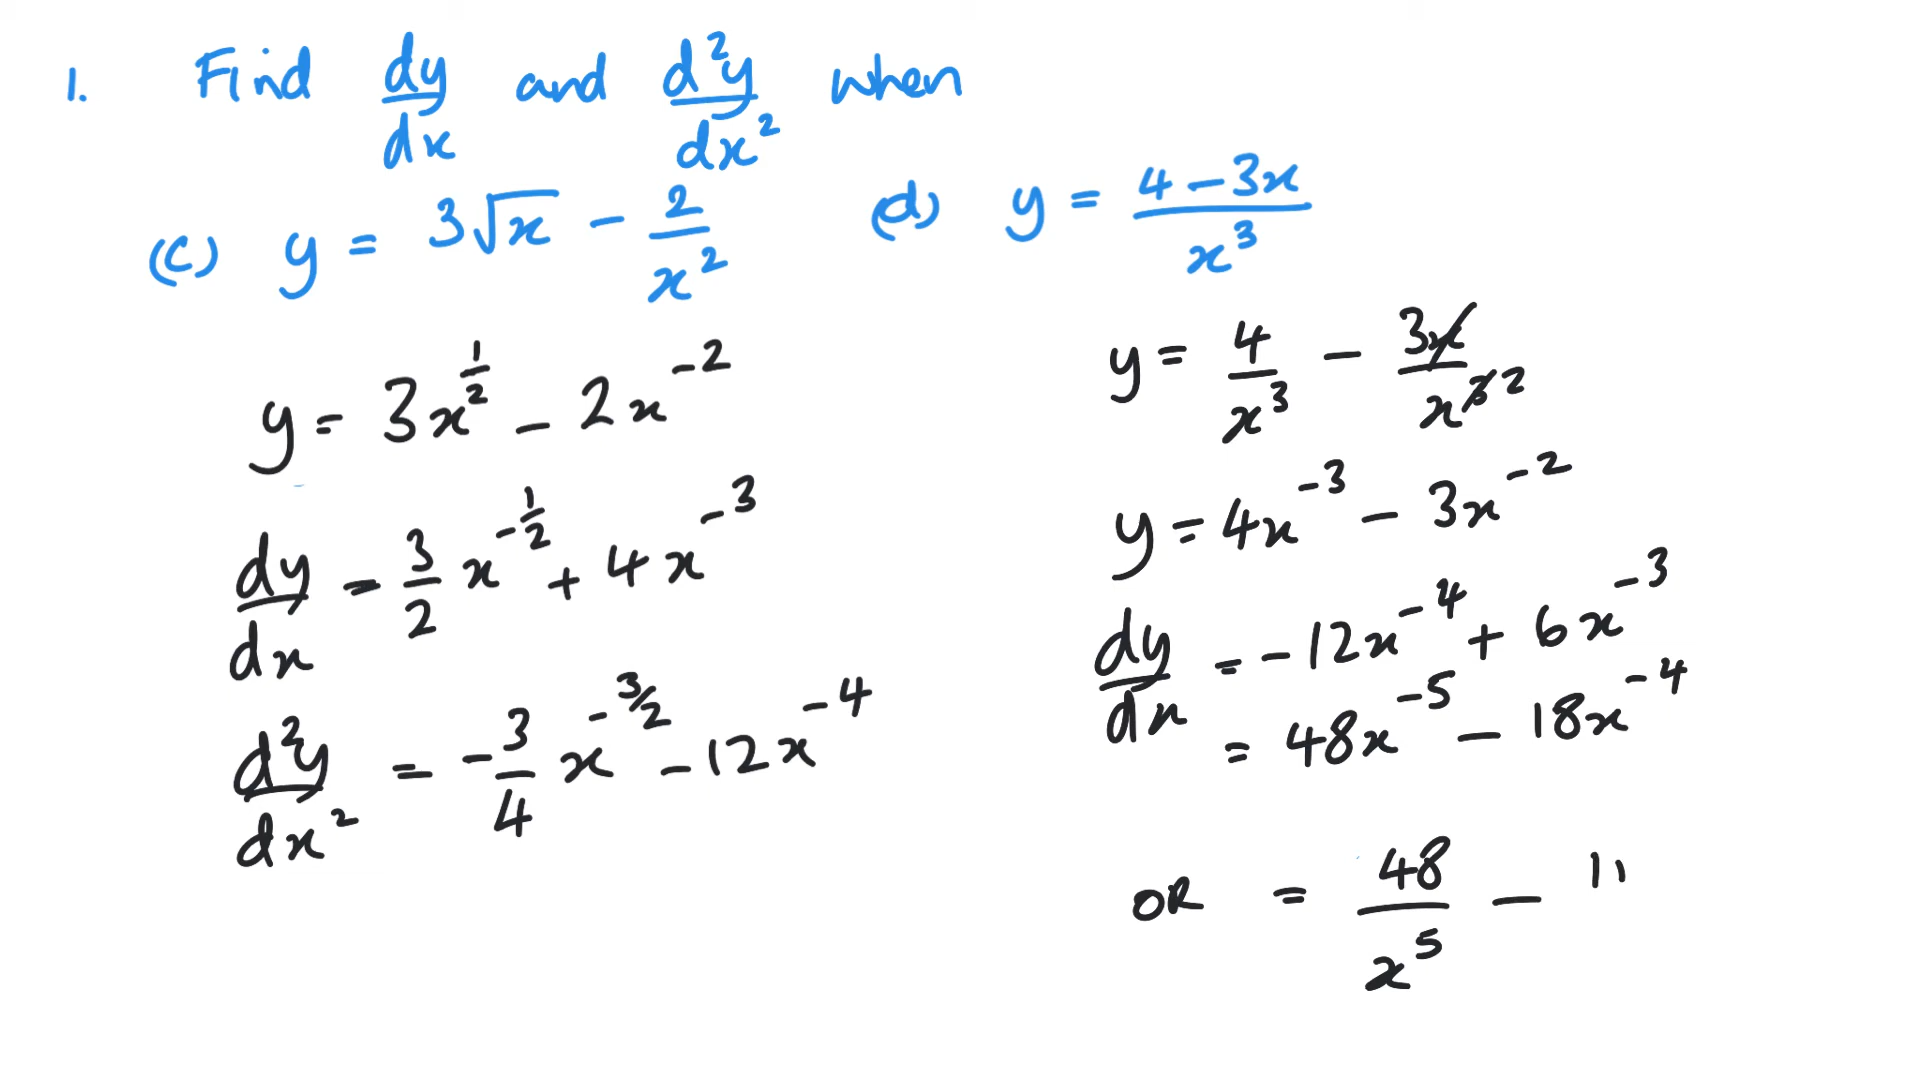 1. Find dy/dx and d²y/dx² when
(c) y = 3√x − 2/x²
y = 3x^(1/2) − 2x^(−2)
dy/dx = 3/2 x^(−1/2) + 4x^(−3)
d²y/dx² = −3/4 x^(−3/2) − 12x^(−4)
(d) y = (4 − 3x)/x³
y = 4/x³ − 3x/x³ 2
y = 4x^(−3) − 3x^(−2)
dy/dx = −12x^(−4) + 6x^(−3)
= 48x^(−5) − 18x^(−4)
OR = 48/x⁵ −